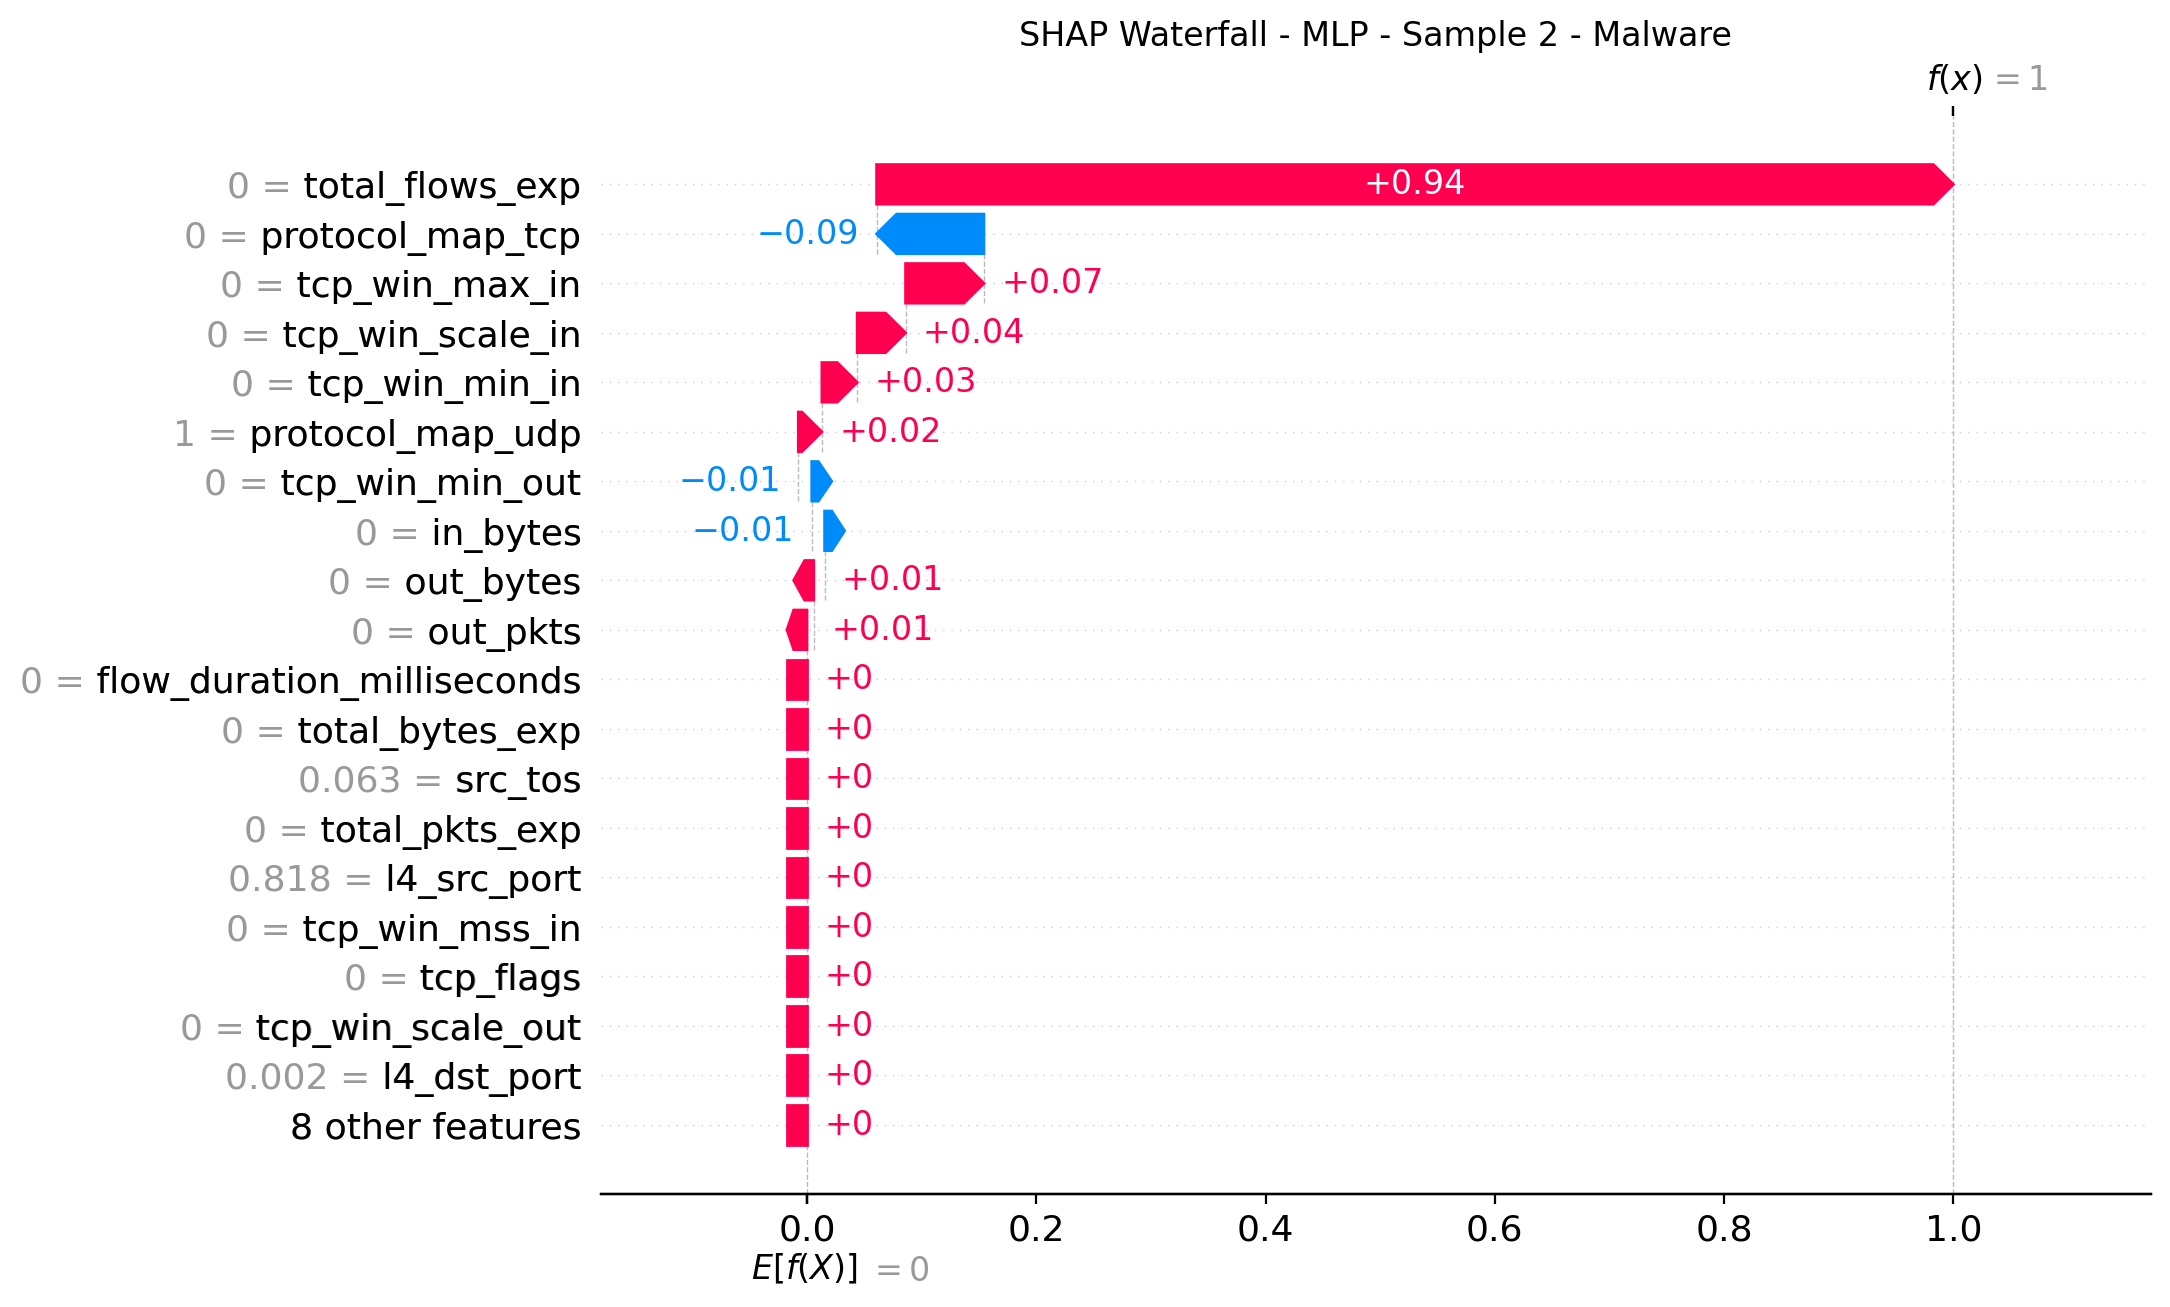 SHAP Waterfall - MLP - Sample 2 - Malware
f(x) = 1
0 = total_flows_exp +0.94
0 = protocol_map_tcp −0.09
0 = tcp_win_max_in +0.07
0 = tcp_win_scale_in +0.04
0 = tcp_win_min_in +0.03
1 = protocol_map_udp +0.02
0 = tcp_win_min_out −0.01
0 = in_bytes −0.01
0 = out_bytes +0.01
0 = out_pkts +0.01
0 = flow_duration_milliseconds +0
0 = total_bytes_exp +0
0.063 = src_tos +0
0 = total_pkts_exp +0
0.818 = l4_src_port +0
0 = tcp_win_mss_in +0
0 = tcp_flags +0
0 = tcp_win_scale_out +0
0.002 = l4_dst_port +0
8 other features +0
0.0 0.2 0.4 0.6 0.8 1.0
E[f(X)] = 0